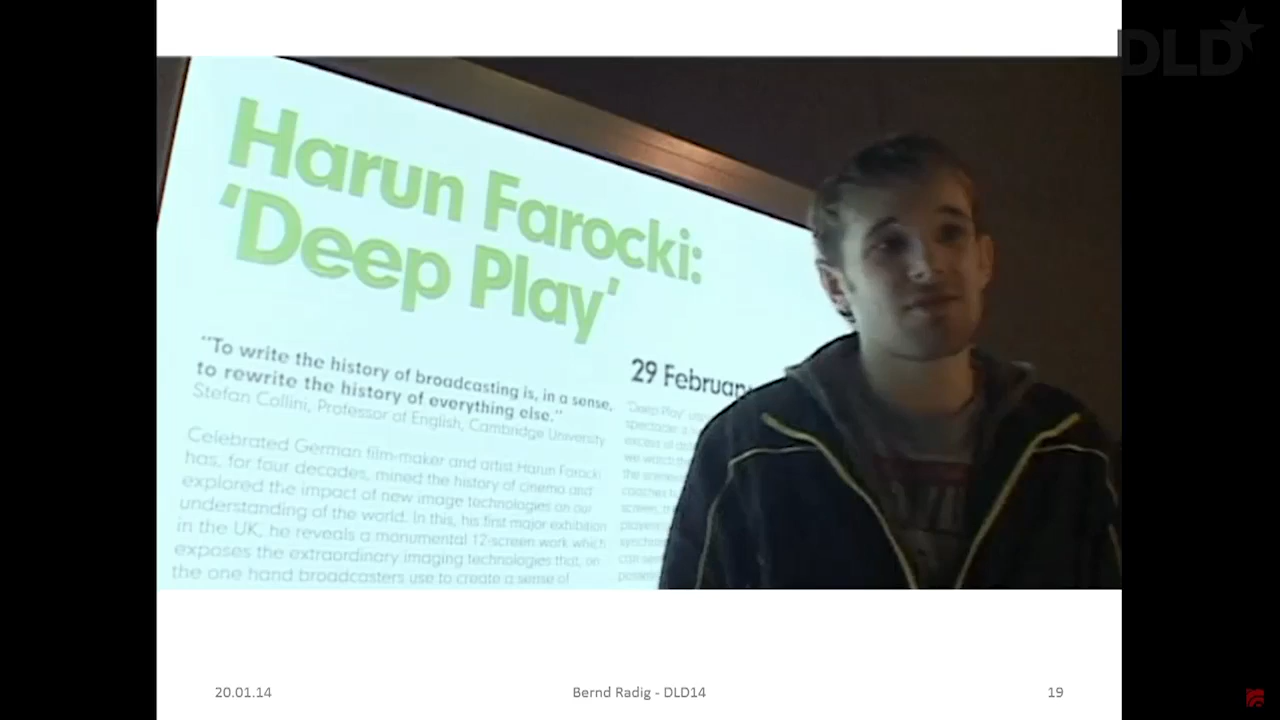 DLD
Harun Farocki:
'Deep Play'
"To write the history of broadcasting is, in a sense,
to rewrite the history of everything else."
Stefan Collini, Professor of English, Cambridge University
Celebrated German film-maker and artist Harun Farocki
has, for four decades, mined the history of cinema and
explored the impact of new image technologies on our
understanding of the world. In this, his first major exhibition
in the UK, he reveals a monumental 12-screen work which
exposes the extraordinary imaging technologies that, on
the one hand broadcasters use to create a sense of
29 February
'Deep Play'
20.01.14
Bernd Radig - DLD14
19